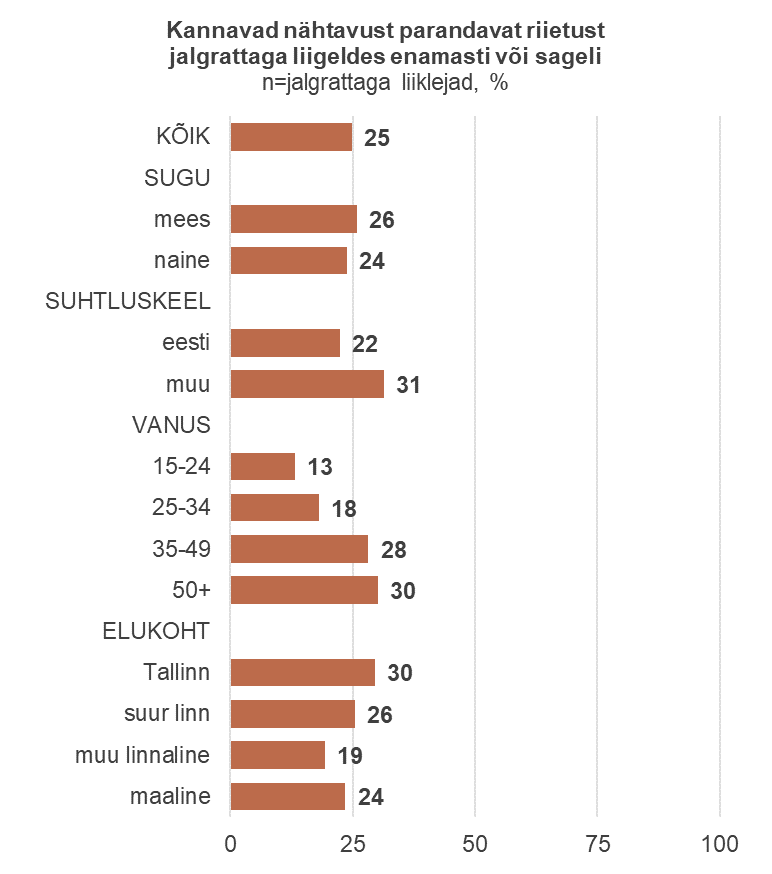 Kannavad nähtavust parandavat riietust
jalgrattaga liigeldes enamasti või sageli
n=jalgrattaga liiklejad, %
KÕIK 25
SUGU
mees 26
naine 24
SUHTLUSKEEL
eesti 22
muu 31
VANUS
15-24 13
25-34 18
35-49 28
50+ 30
ELUKOHT
Tallinn 30
suur linn 26
muu linnaline 19
maaline 24
0 25 50 75 100